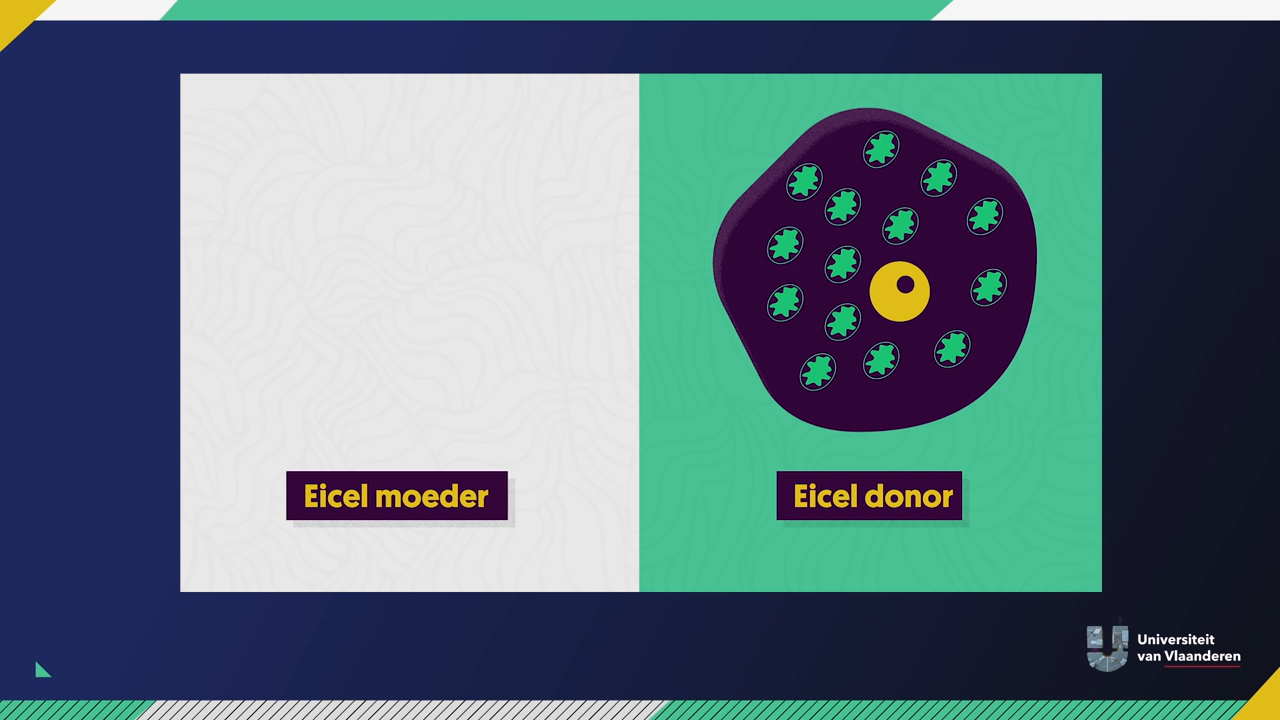 Eicel moeder
Eicel donor
Universiteit
van Vlaanderen